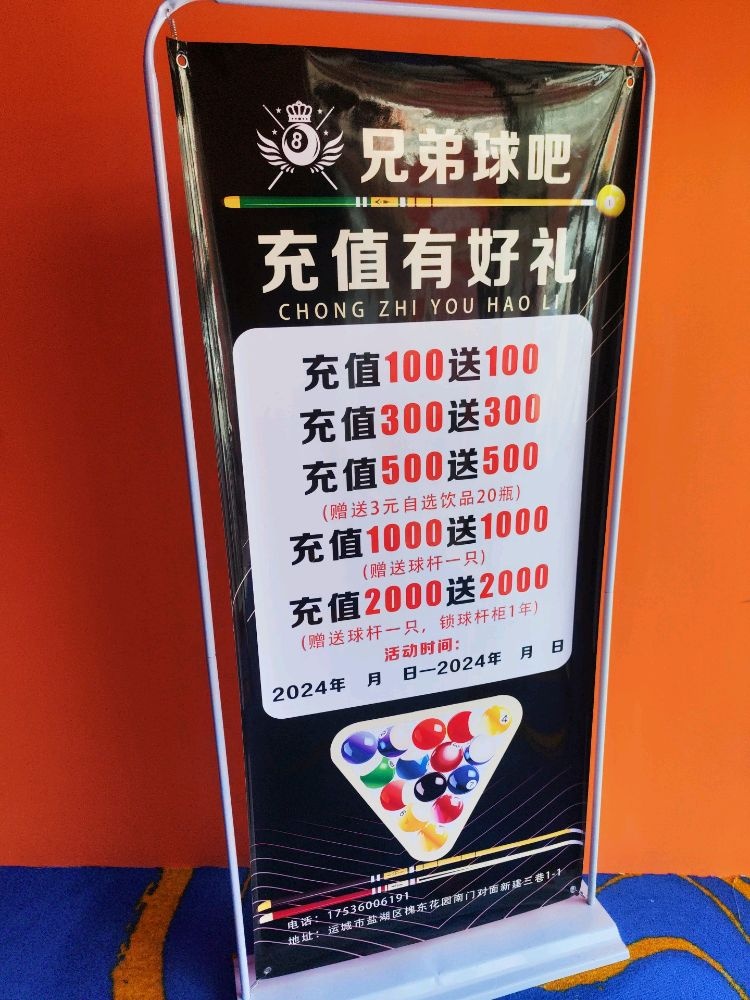 8
兄弟球吧
充值有好礼
CHONG ZHI YOU HAO LI
充值100送100
充值300送300
充值500送500
(赠送3元自选饮品20瓶)
充值1000送1000
(赠送球杆一只)
充值2000送2000
(赠送球杆一只，锁球杆柜1年)
活动时间：
2024年 月 日—2024年 月 日
4
电话：17536006191
地址：运城市盐湖区槐东花园南门对面新建三巷1-1